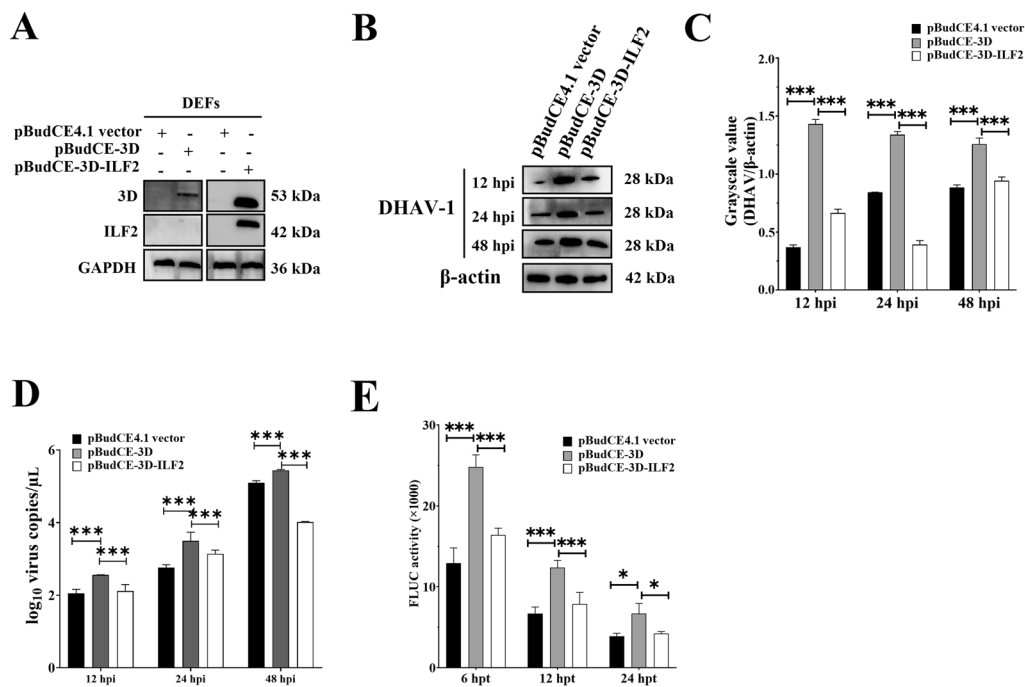 A
DEFs
pBudCE4.1 vector + - + -
pBudCE-3D - + - -
pBudCE-3D-ILF2 - - - +
3D 53 kDa
ILF2 42 kDa
GAPDH 36 kDa
B
pBudCE4.1 vector
pBudCE-3D
pBudCE-3D-ILF2
DHAV-1
12 hpi 28 kDa
24 hpi 28 kDa
48 hpi 28 kDa
β-actin 42 kDa
C
pBudCE4.1 vector
pBudCE-3D
pBudCE-3D-ILF2
Grayscale value
(DHAV/β-actin)
2.0
1.5
1.0
0.5
0.0
*** *** *** *** *** ***
12 hpi 24 hpi 48 hpi
D
pBudCE4.1 vector
pBudCE-3D
pBudCE-3D-ILF2
log10 virus copies/μL
6
4
2
0
*** *** *** *** *** ***
12 hpi 24 hpi 48 hpi
E
pBudCE4.1 vector
pBudCE-3D
pBudCE-3D-ILF2
FLUC activity (×1000)
30
20
10
0
*** *** *** *** * *
6 hpt 12 hpt 24 hpt